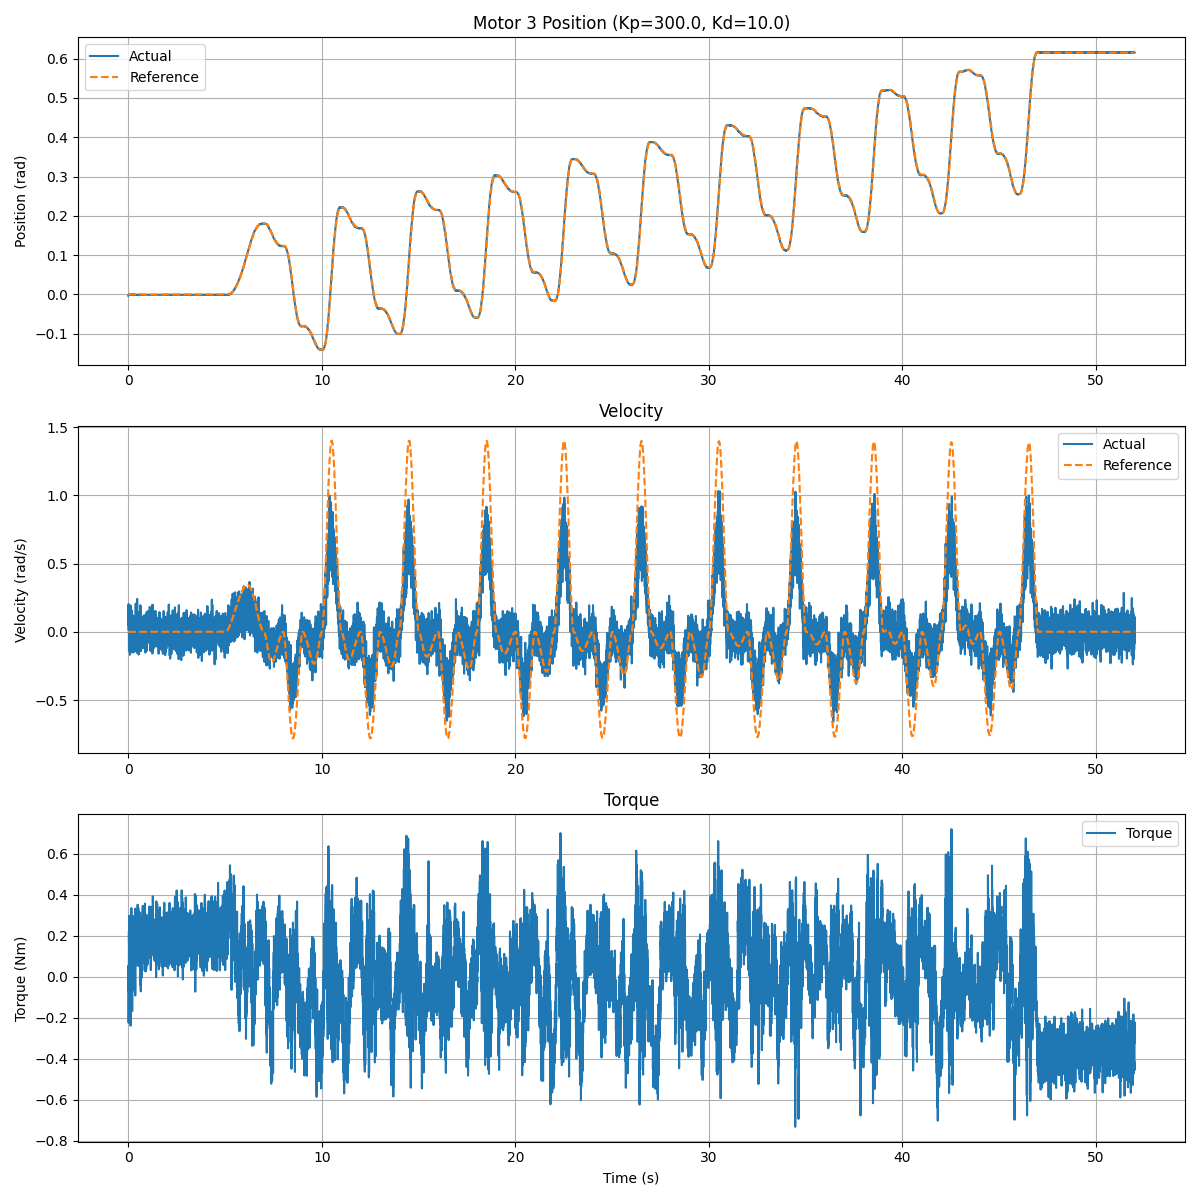 Motor 3 Position (Kp=300.0, Kd=10.0)
Actual
Reference
Position (rad)
0.6
0.5
0.4
0.3
0.2
0.1
0.0
−0.1
0 10 20 30 40 50
Velocity
Actual
Reference
Velocity (rad/s)
1.5
1.0
0.5
0.0
−0.5
0 10 20 30 40 50
Torque
Torque
Torque (Nm)
0.6
0.4
0.2
0.0
−0.2
−0.4
−0.6
−0.8
0 10 20 30 40 50
Time (s)